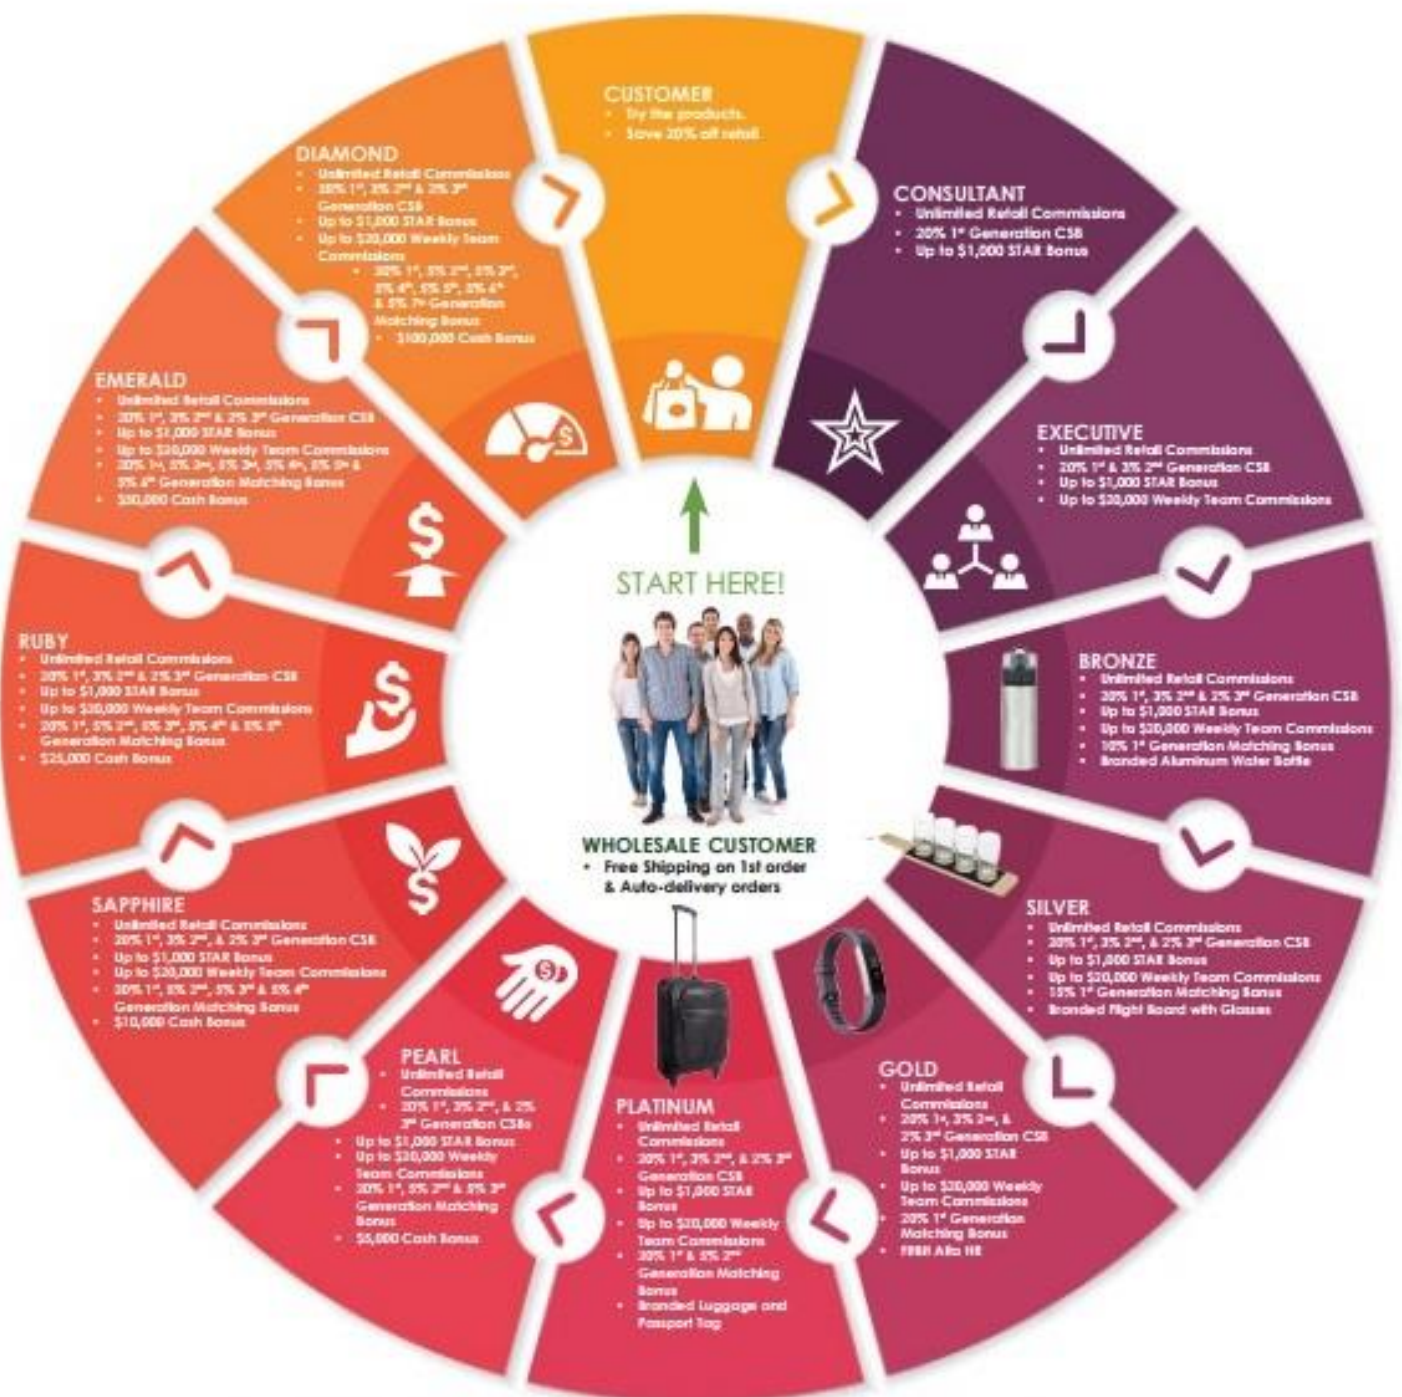 CUSTOMER
• Try the products.
• Save 20% off retail
CONSULTANT
• Unlimited Retail Commissions
• 20% 1st Generation CSB
• Up to $1,000 STAR Bonus
EXECUTIVE
• Unlimited Retail Commissions
• 20% 1st & 3% 2nd Generation CSB
• Up to $1,000 STAR Bonus
• Up to $20,000 Weekly Team Commissions
BRONZE
• Unlimited Retail Commissions
• 20% 1st, 3% 2nd & 2% 3rd Generation CSB
• Up to $1,000 STAR Bonus
• Up to $20,000 Weekly Team Commissions
• 10% 1st Generation Matching Bonus
• Branded Aluminum Water Bottle
SILVER
• Unlimited Retail Commissions
• 20% 1st, 3% 2nd, & 2% 3rd Generation CSB
• Up to $1,000 STAR Bonus
• Up to $20,000 Weekly Team Commissions
• 15% 1st Generation Matching Bonus
• Branded Flight Board with Glasses
GOLD
• Unlimited Retail
Commissions
• 20% 1st, 3% 2nd, &
2% 3rd Generation CSB
• Up to $1,000 STAR
Bonus
• Up to $20,000 Weekly
Team Commissions
• 20% 1st Generation
Matching Bonus
• Fitbit Alta HR
PLATINUM
• Unlimited Retail
Commissions
• 20% 1st, 3% 2nd, & 2% 3rd
Generation CSB
• Up to $1,000 STAR
Bonus
• Up to $20,000 Weekly
Team Commissions
• 20% 1st & 5% 2nd
Generation Matching
Bonus
• Branded Luggage and
Passport Tag
PEARL
• Unlimited Retail
Commissions
• 20% 1st, 3% 2nd, & 2%
3rd Generation CSBs
• Up to $1,000 STAR Bonus
• Up to $20,000 Weekly
Team Commissions
• 20% 1st, 5% 2nd & 5% 3rd
Generation Matching
Bonus
• $5,000 Cash Bonus
SAPPHIRE
• Unlimited Retail Commissions
• 20% 1st, 3% 2nd, & 2% 3rd Generation CSB
• Up to $1,000 STAR Bonus
• Up to $20,000 Weekly Team Commissions
• 20% 1st, 5% 2nd, 5% 3rd & 5% 4th
Generation Matching Bonus
• $10,000 Cash Bonus
RUBY
• Unlimited Retail Commissions
• 20% 1st, 3% 2nd & 2% 3rd Generation CSB
• Up to $1,000 STAR Bonus
• Up to $20,000 Weekly Team Commissions
• 20% 1st, 5% 2nd, 5% 3rd, 5% 4th & 5% 5th
Generation Matching Bonus
• $25,000 Cash Bonus
EMERALD
• Unlimited Retail Commissions
• 20% 1st, 3% 2nd & 2% 3rd Generation CSB
• Up to $1,000 STAR Bonus
• Up to $20,000 Weekly Team Commissions
• 20% 1st, 5% 2nd, 5% 3rd, 5% 4th, 5% 5th &
5% 6th Generation Matching Bonus
• $50,000 Cash Bonus
DIAMOND
• Unlimited Retail Commissions
• 20% 1st, 3% 2nd & 2% 3rd
Generation CSB
• Up to $1,000 STAR Bonus
• Up to $20,000 Weekly Team
Commissions
• 20% 1st, 5% 2nd, 5% 3rd,
5% 4th, 5% 5th, 5% 6th
& 5% 7th Generation
Matching Bonus
• $100,000 Cash Bonus
START HERE!
WHOLESALE CUSTOMER
• Free Shipping on 1st order
& Auto-delivery orders